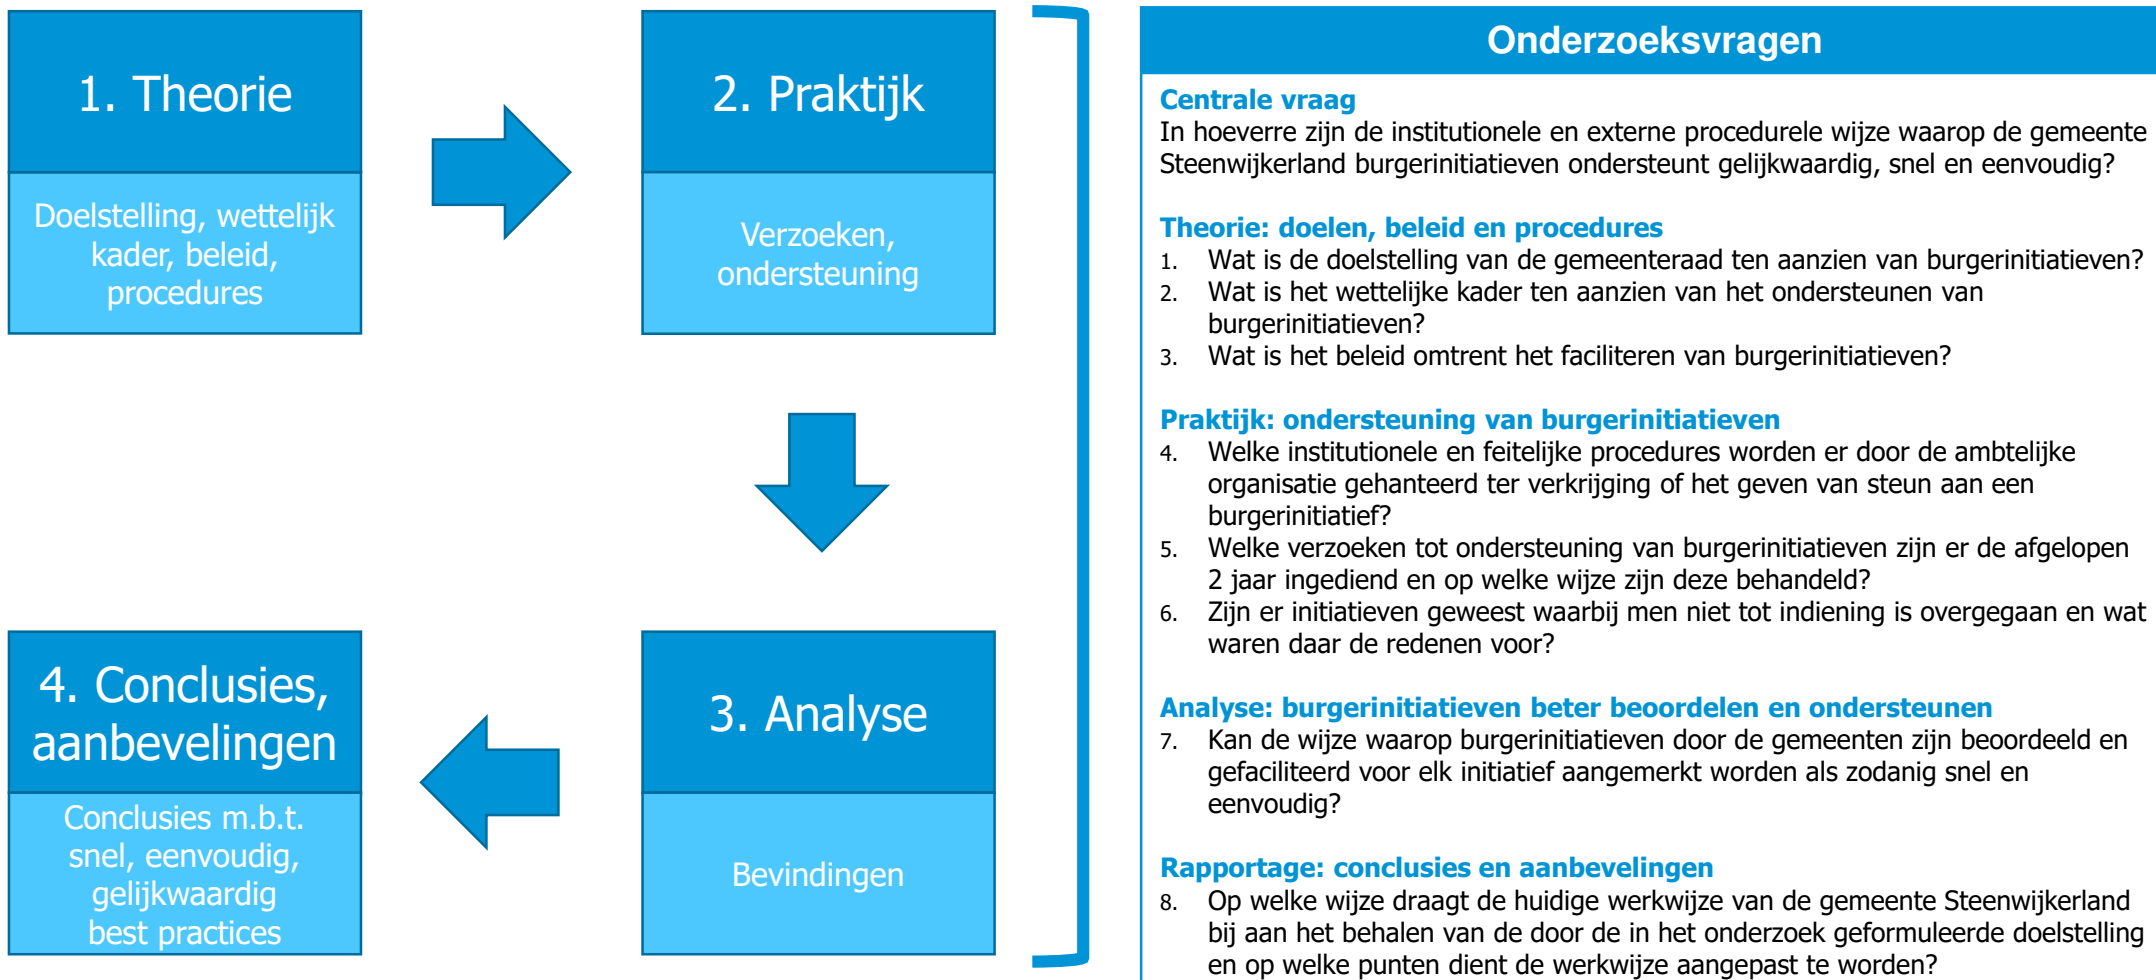 1. Theorie
Doelstelling, wettelijk
kader, beleid,
procedures
2. Praktijk
Verzoeken,
ondersteuning
3. Analyse
Bevindingen
4. Conclusies,
aanbevelingen
Conclusies m.b.t.
snel, eenvoudig,
gelijkwaardig
best practices
Onderzoeksvragen
Centrale vraag
In hoeverre zijn de institutionele en externe procedurele wijze waarop de gemeente
Steenwijkerland burgerinitiatieven ondersteunt gelijkwaardig, snel en eenvoudig?
Theorie: doelen, beleid en procedures
1. Wat is de doelstelling van de gemeenteraad ten aanzien van burgerinitiatieven?
2. Wat is het wettelijke kader ten aanzien van het ondersteunen van
burgerinitiatieven?
3. Wat is het beleid omtrent het faciliteren van burgerinitiatieven?
Praktijk: ondersteuning van burgerinitiatieven
4. Welke institutionele en feitelijke procedures worden er door de ambtelijke
organisatie gehanteerd ter verkrijging of het geven van steun aan een
burgerinitiatief?
5. Welke verzoeken tot ondersteuning van burgerinitiatieven zijn er de afgelopen
2 jaar ingediend en op welke wijze zijn deze behandeld?
6. Zijn er initiatieven geweest waarbij men niet tot indiening is overgegaan en wat
waren daar de redenen voor?
Analyse: burgerinitiatieven beter beoordelen en ondersteunen
7. Kan de wijze waarop burgerinitiatieven door de gemeenten zijn beoordeeld en
gefaciliteerd voor elk initiatief aangemerkt worden als zodanig snel en
eenvoudig?
Rapportage: conclusies en aanbevelingen
8. Op welke wijze draagt de huidige werkwijze van de gemeente Steenwijkerland
bij aan het behalen van de door de in het onderzoek geformuleerde doelstelling
en op welke punten dient de werkwijze aangepast te worden?